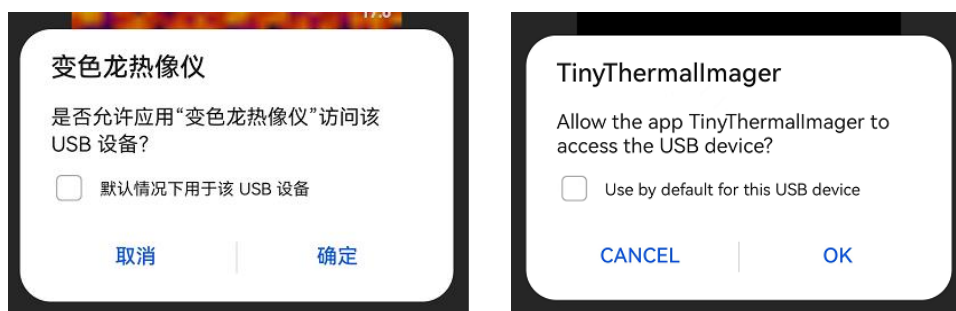 变色龙热像仪
是否允许应用“变色龙热像仪”访问该
USB 设备?
默认情况下用于该 USB 设备
取消
确定
TinyThermalImager
Allow the app TinyThermalImager to
access the USB device?
Use by default for this USB device
CANCEL
OK